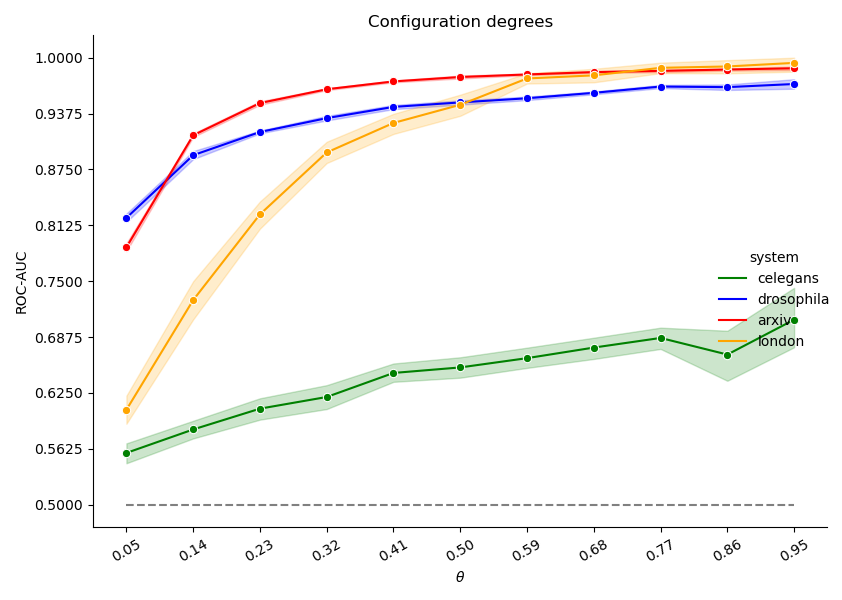 Configuration degrees
ROC-AUC
1.0000
0.9375
0.8750
0.8125
0.7500
0.6875
0.6250
0.5625
0.5000
system
celegans
drosophila
arxiv
london
0.05 0.14 0.23 0.32 0.41 0.50 0.59 0.68 0.77 0.86 0.95
θ